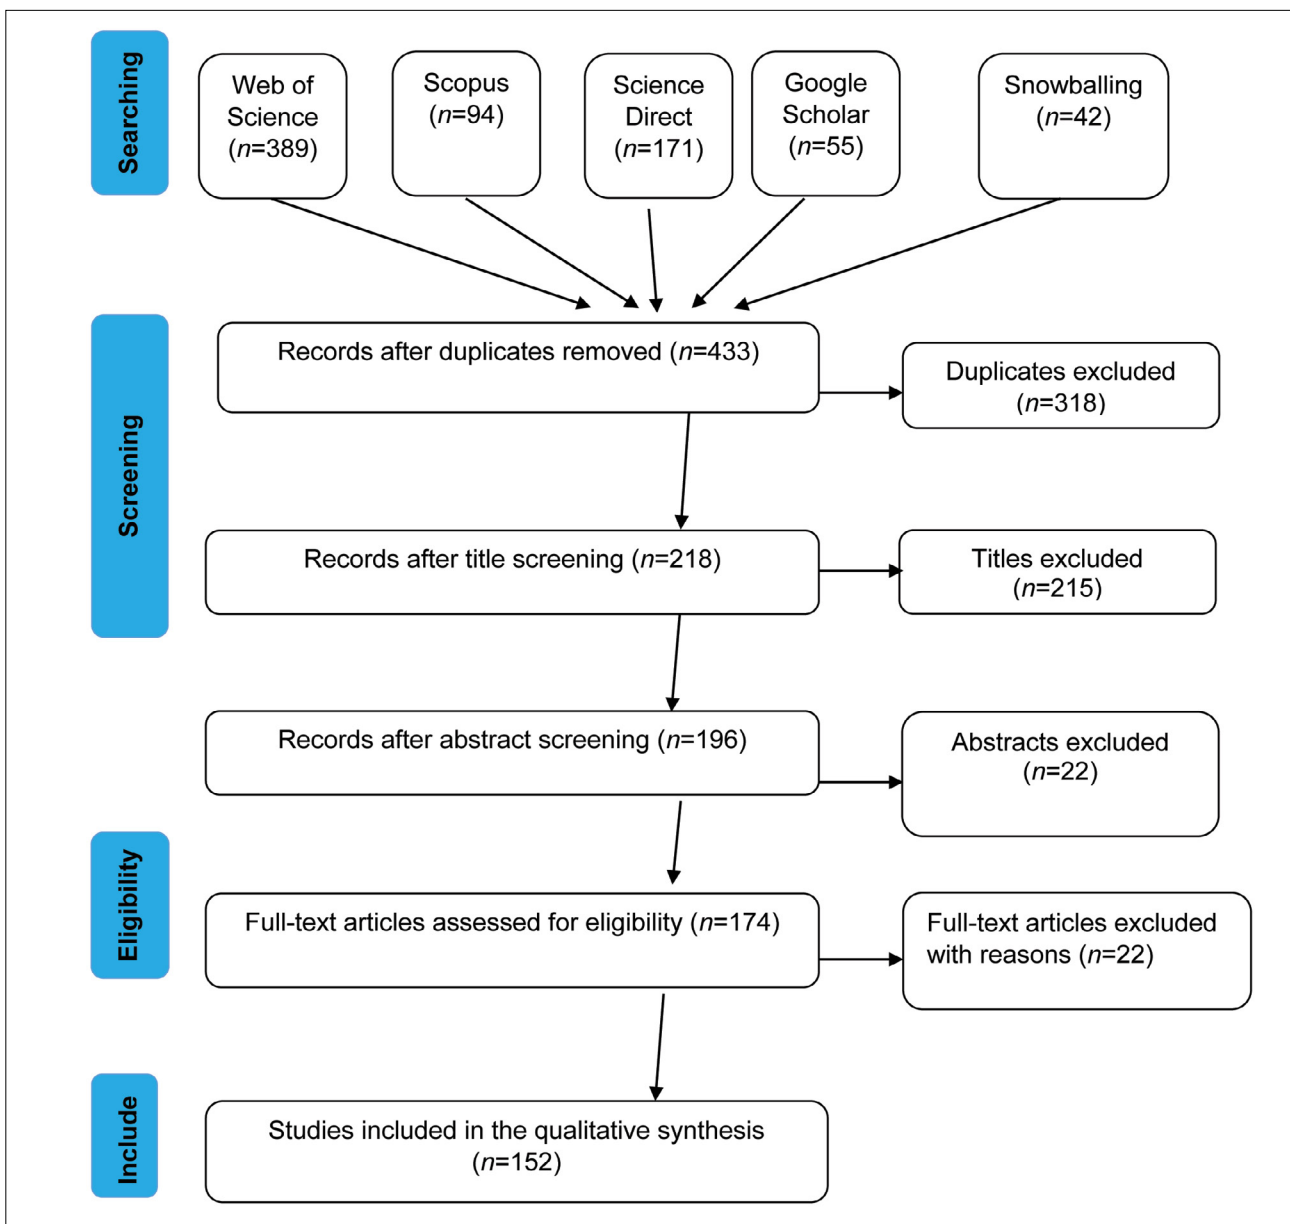 Searching
Web of
Science
(n=389)
Scopus
(n=94)
Science
Direct
(n=171)
Google
Scholar
(n=55)
Snowballing
(n=42)
Screening
Records after duplicates removed (n=433)
Duplicates excluded
(n=318)
Records after title screening (n=218)
Titles excluded
(n=215)
Records after abstract screening (n=196)
Abstracts excluded
(n=22)
Eligibility
Full-text articles assessed for eligibility (n=174)
Full-text articles excluded
with reasons (n=22)
Include
Studies included in the qualitative synthesis
(n=152)